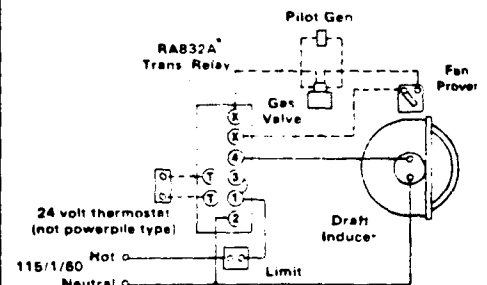 Pilot Gen
RA832A*
Trans Relay
Fan
Prover
Gas
Valve
X
X
4
3
T
T
1
2
24 volt thermostat
(not powerpile type)
Draft
Inducer
Hot
115/1/60
Limit
Neutral